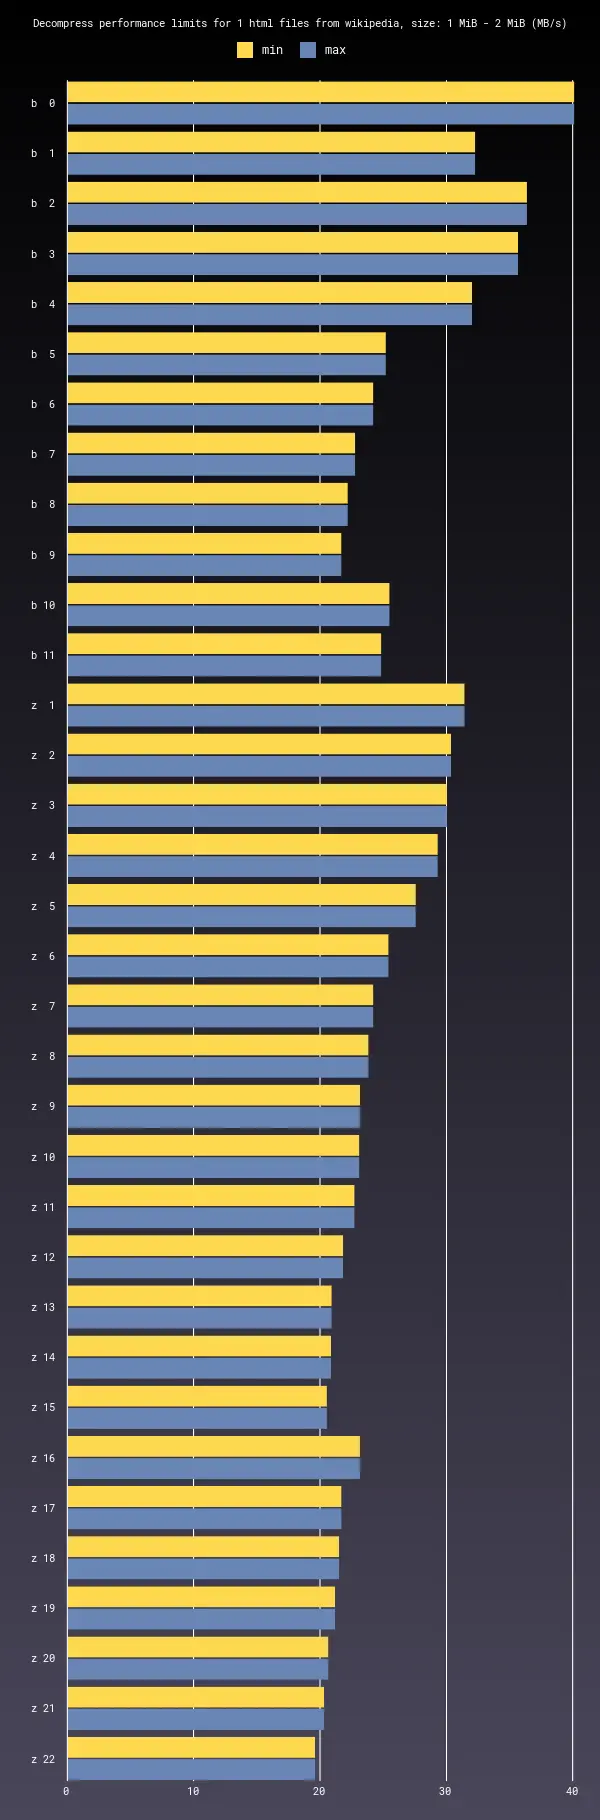 Decompress performance limits for 1 html files from wikipedia, size: 1 MiB - 2 MiB (MB/s)
min max
b  0
b  1
b  2
b  3
b  4
b  5
b  6
b  7
b  8
b  9
b 10
b 11
z  1
z  2
z  3
z  4
z  5
z  6
z  7
z  8
z  9
z 10
z 11
z 12
z 13
z 14
z 15
z 16
z 17
z 18
z 19
z 20
z 21
z 22
0 10 20 30 40